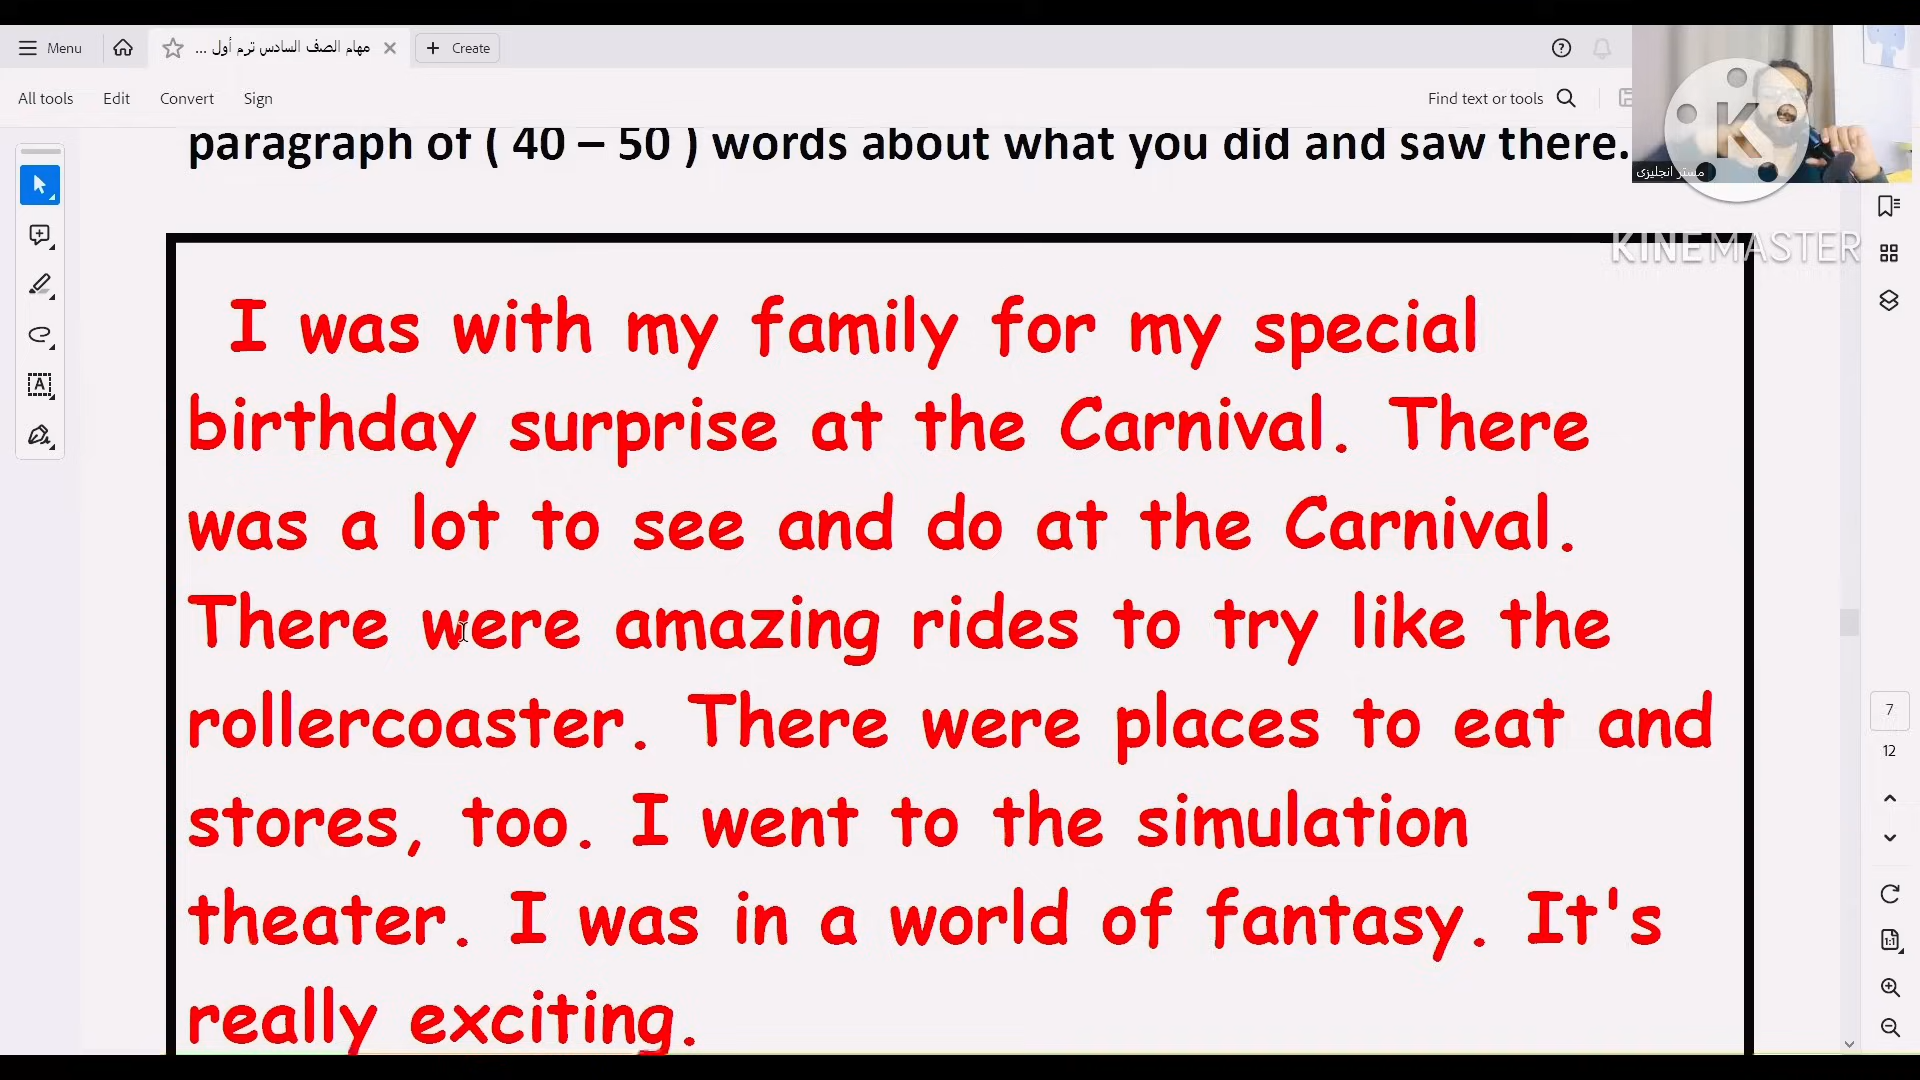 Menu
مهام الصف السادس ترم أول ...
Create
All tools
Edit
Convert
Sign
Find text or tools
مستر انجليزى
KINEMASTER
paragraph of ( 40 – 50 ) words about what you did and saw there.
I was with my family for my special
birthday surprise at the Carnival. There
was a lot to see and do at the Carnival.
There were amazing rides to try like the
rollercoaster. There were places to eat and
stores, too. I went to the simulation
theater. I was in a world of fantasy. It's
really exciting.
7
12